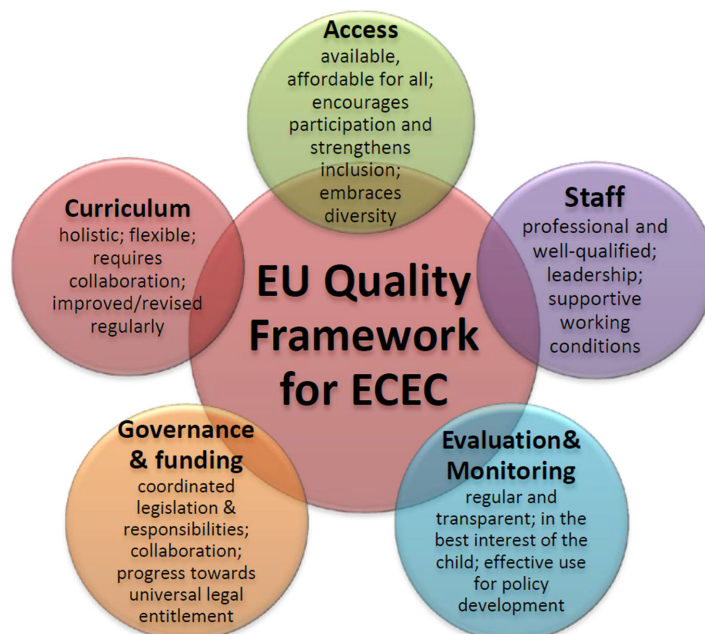 Access
available,
affordable for all;
encourages
participation and
strengthens
inclusion;
embraces
diversity
Curriculum
holistic; flexible;
requires
collaboration;
improved/revised
regularly
Staff
professional and
well-qualified;
leadership;
supportive
working
conditions
EU Quality
Framework
for ECEC
Governance
& funding
coordinated
legislation &
responsibilities;
collaboration;
progress towards
universal legal
entitlement
Evaluation&
Monitoring
regular and
transparent; in the
best interest of the
child; effective use
for policy
development